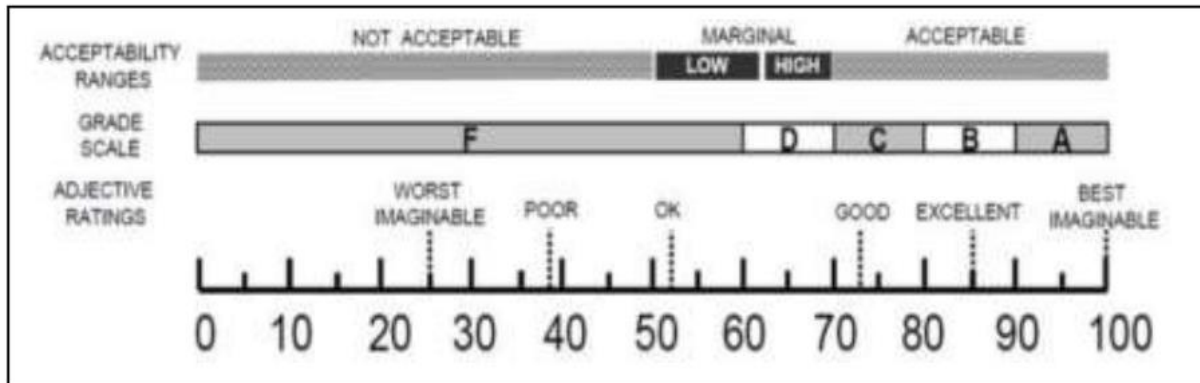 ACCEPTABILITY RANGES
NOT ACCEPTABLE
MARGINAL
ACCEPTABLE
LOW
HIGH
GRADE SCALE
F
D
C
B
A
ADJECTIVE RATINGS
WORST IMAGINABLE
POOR
OK
GOOD
EXCELLENT
BEST IMAGINABLE
0 10 20 30 40 50 60 70 80 90 100